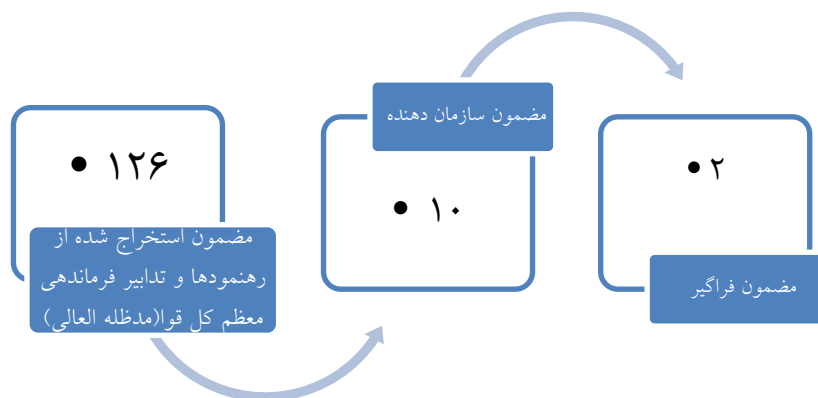 • ۱۲۶
مضمون استخراج شده از
رهنمودها و تدابیر فرماندهی
معظم کل قوا(مدظله العالی)
مضمون سازمان دهنده
• ۱۰
• ۲
مضمون فراگیر